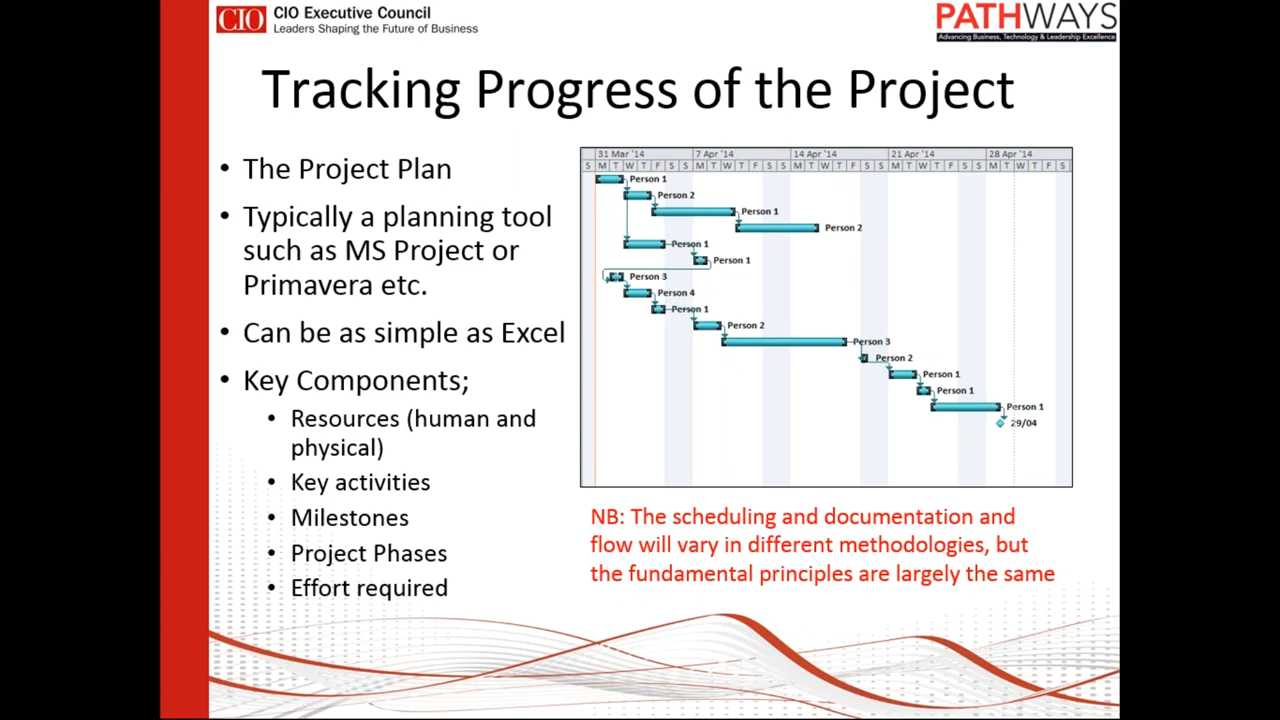 CIO
CIO Executive Council
Leaders Shaping the Future of Business
PATHWAYS
Advancing Business, Technology & Leadership Excellence
Tracking Progress of the Project
• The Project Plan
• Typically a planning tool
such as MS Project or
Primavera etc.
• Can be as simple as Excel
• Key Components;
• Resources (human and
physical)
• Key activities
• Milestones
• Project Phases
• Effort required
31 Mar '14 7 Apr '14 14 Apr '14 21 Apr '14 28 Apr '14
S M T W T F S S M T W T F S S M T W T F S S M T W T F S S M T W T F S
Person 1
Person 2
Person 1
Person 2
Person 1
Person 1
Person 3
Person 4
Person 1
Person 2
Person 3
Person 2
Person 1
Person 1
Person 1
29/04
NB: The scheduling and documentation and
flow will vary in different methodologies, but
the fundamental principles are largely the same